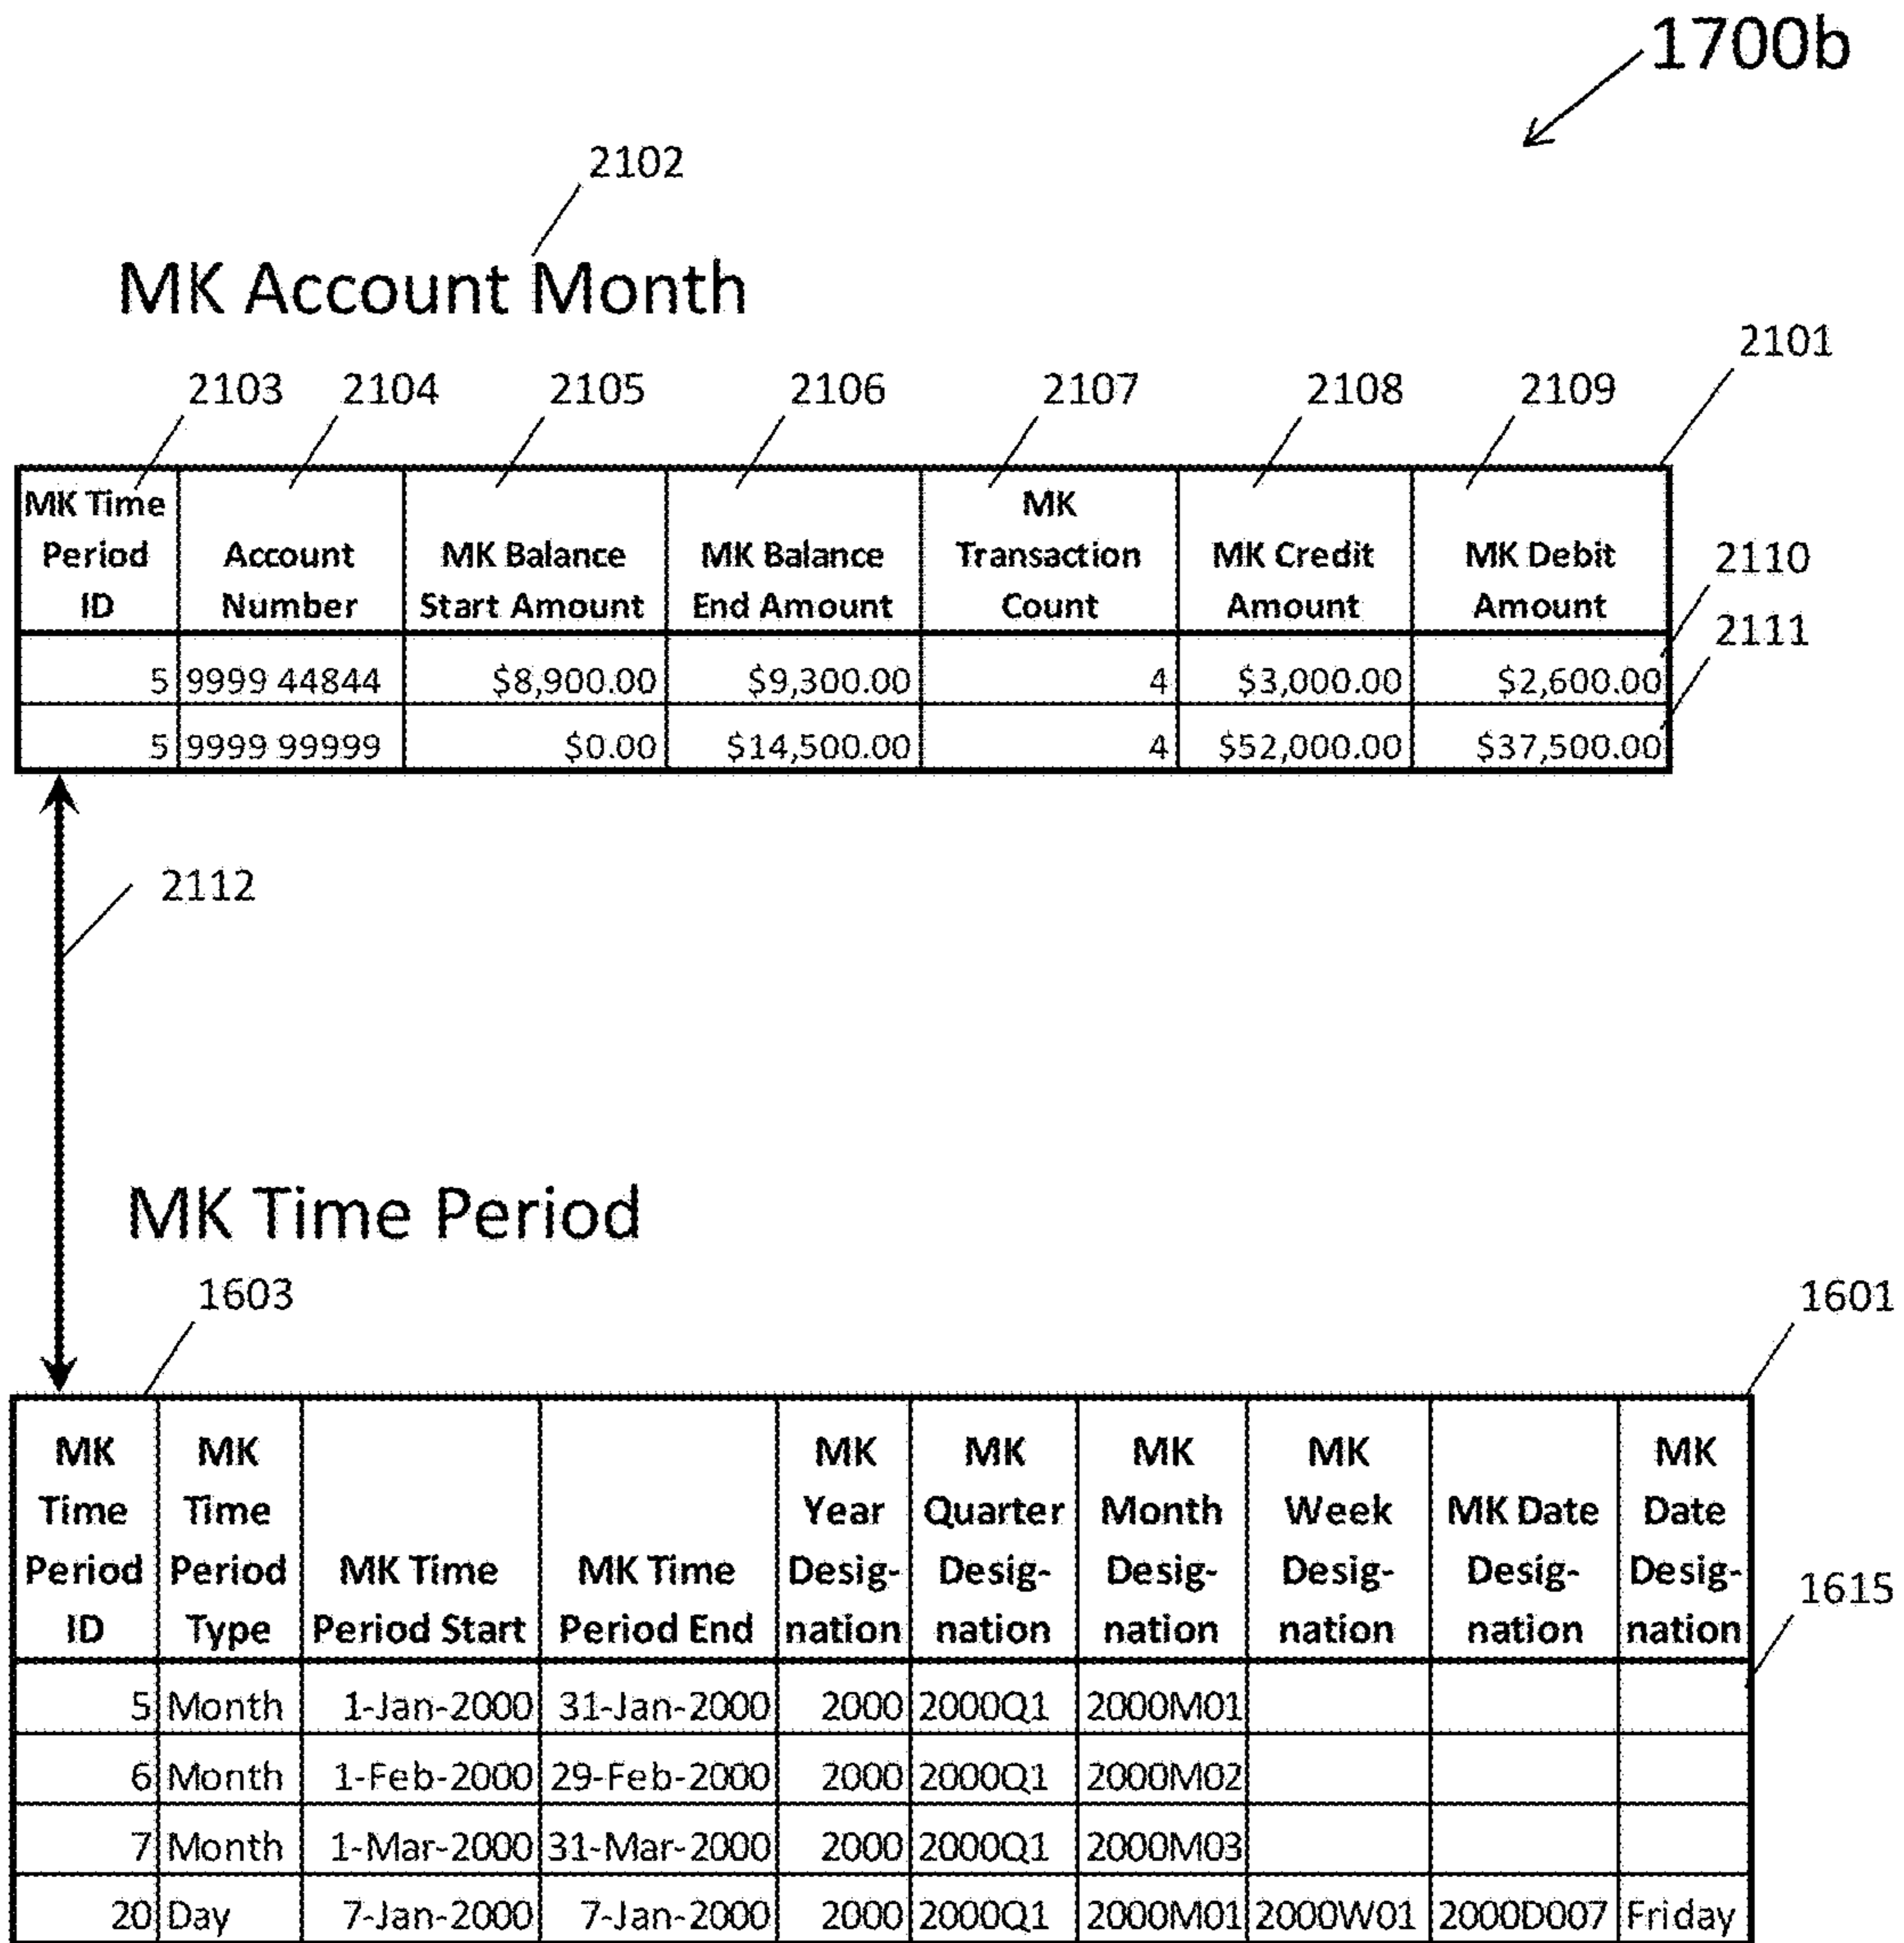 1700b
2102
MK Account Month
2101
2103 2104 2105 2106 2107 2108 2109
MK Time MK
Period Account MK Balance MK Balance Transaction MK Credit MK Debit
ID Number Start Amount End Amount Count Amount Amount
2110
2111
5 9999 44844 $8,900.00 $9,300.00 4 $3,000.00 $2,600.00
5 9999 99999 $0.00 $14,500.00 4 $52,000.00 $37,500.00
2112
MK Time Period
1603 1601
MK MK MK MK MK MK MK
Time Time Year Quarter Month Week MK Date Date
Period Period MK Time MK Time Desig- Desig- Desig- Desig- Desig- Desig-
ID Type Period Start Period End nation nation nation nation nation nation
1615
5 Month 1-Jan-2000 31-Jan-2000 2000 2000Q1 2000M01
6 Month 1-Feb-2000 29-Feb-2000 2000 2000Q1 2000M02
7 Month 1-Mar-2000 31-Mar-2000 2000 2000Q1 2000M03
20 Day 7-Jan-2000 7-Jan-2000 2000 2000Q1 2000M01 2000W01 2000D007 Friday